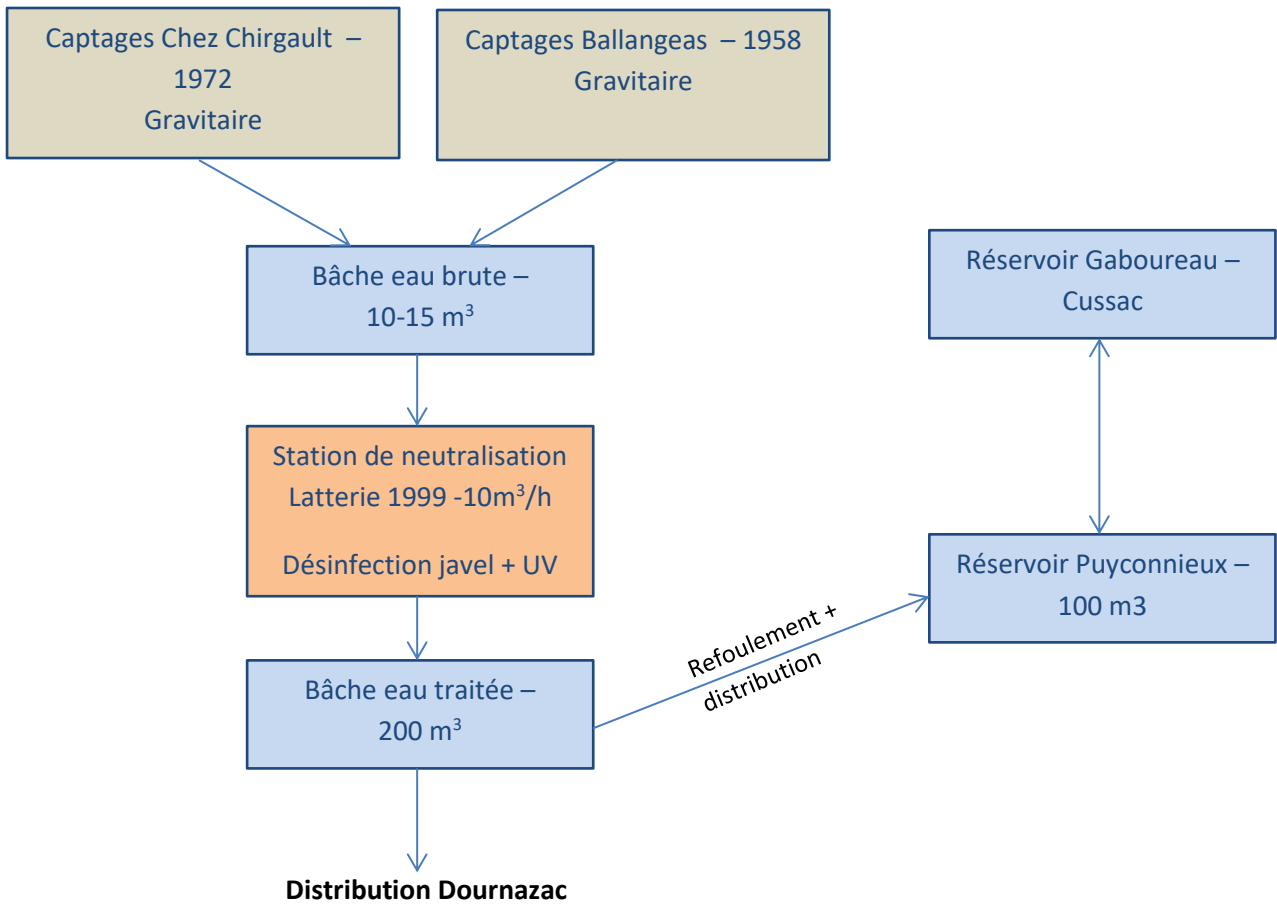 Captages Chez Chirgault –
1972
Gravitaire
Captages Ballangeas – 1958
Gravitaire
Bâche eau brute –
10-15 m³
Réservoir Gaboureau –
Cussac
Station de neutralisation
Latterie 1999 -10m³/h
Désinfection javel + UV
Réservoir Puyconnieux –
100 m3
Refoulement +
distribution
Bâche eau traitée –
200 m³
Distribution Dournazac